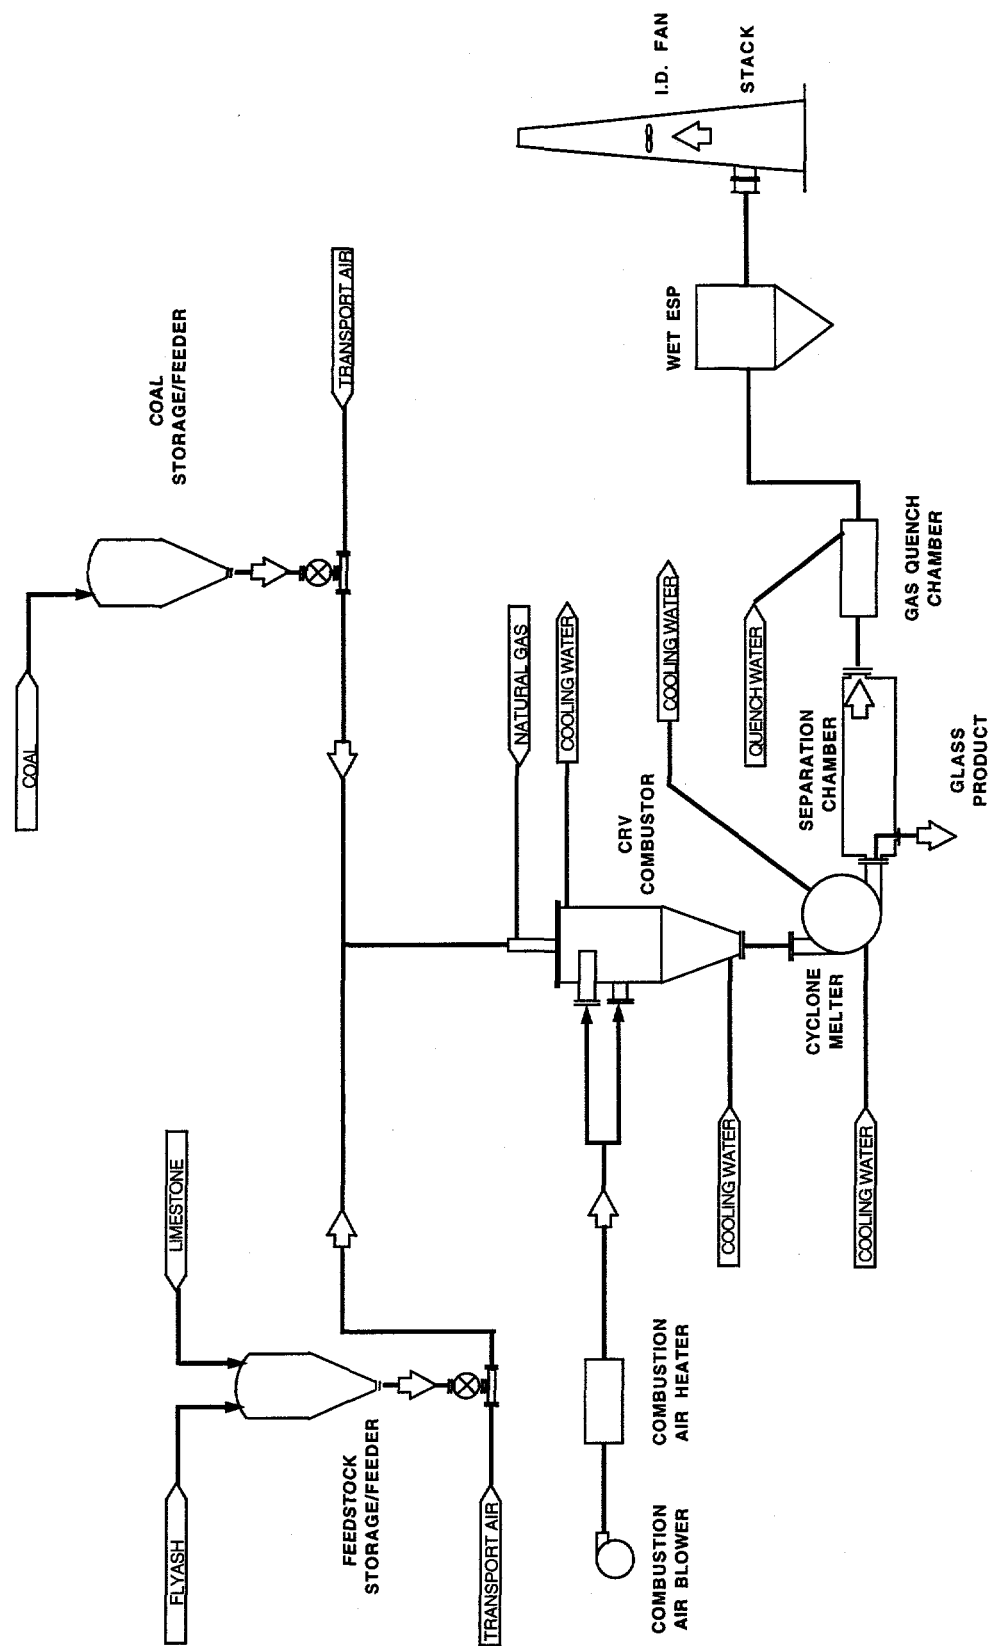 FLYASH
LIMESTONE
COAL
FEEDSTOCK
STORAGE/FEEDER
COAL
STORAGE/FEEDER
TRANSPORT AIR
TRANSPORT AIR
NATURAL GAS
COOLING WATER
COMBUSTION
AIR BLOWER
COMBUSTION
AIR HEATER
CRV
COMBUSTOR
COOLING WATER
COOLING WATER
COOLING WATER
CYCLONE
MELTER
SEPARATION
CHAMBER
QUENCH WATER
GLASS
PRODUCT
GAS QUENCH
CHAMBER
WET ESP
I.D. FAN
STACK